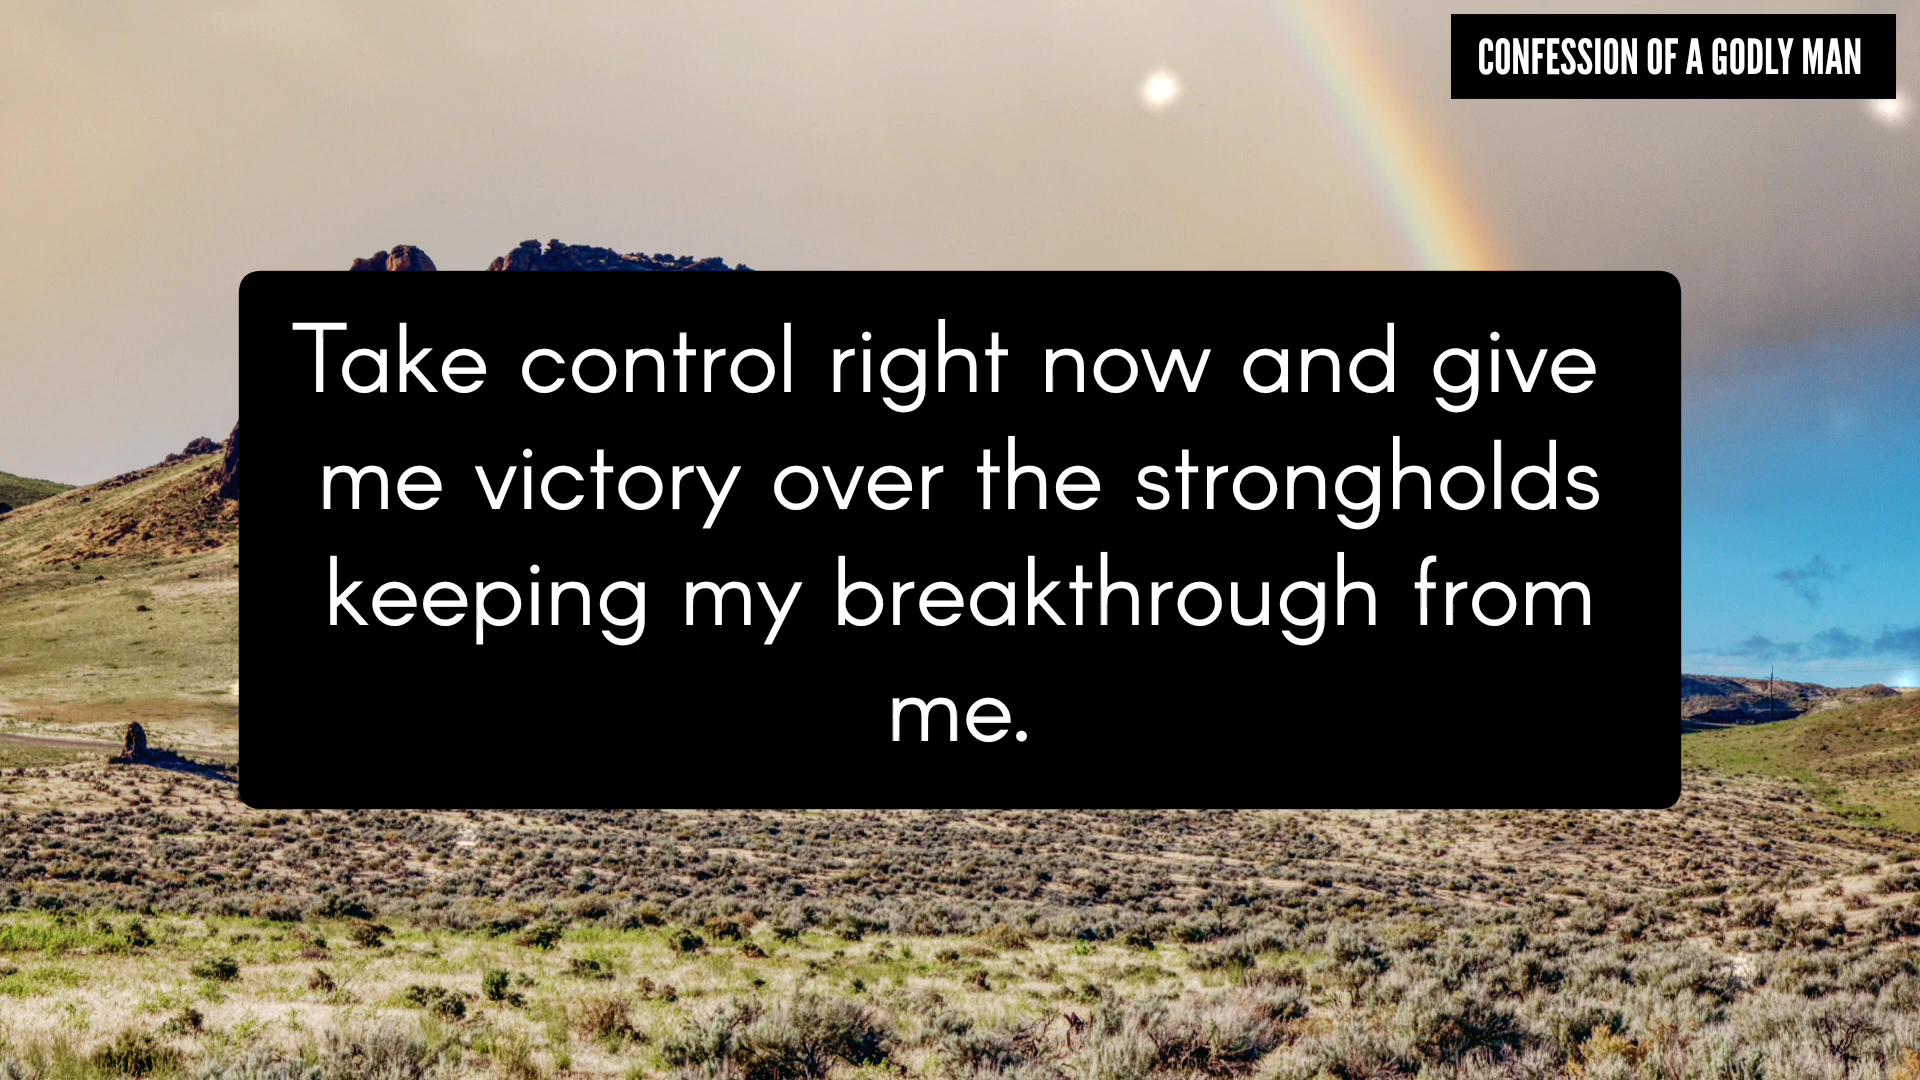 CONFESSION OF A GODLY MAN
Take control right now and give
me victory over the strongholds
keeping my breakthrough from
me.